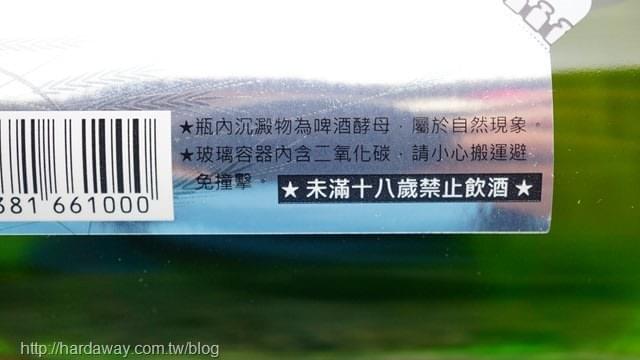 ★瓶內沉澱物為啤酒酵母，屬於自然現象。
★玻璃容器內含二氧化碳，請小心搬運避
免撞擊。
★ 未滿十八歲禁止飲酒 ★
381 661000
http://hardaway.com.tw/blog